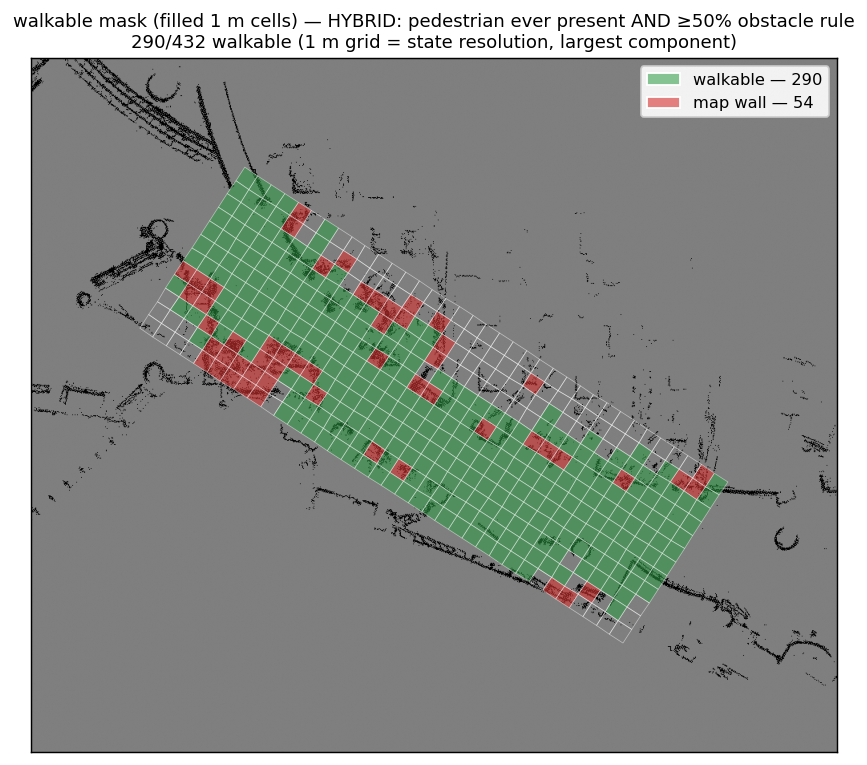 walkable mask (filled 1 m cells) — HYBRID: pedestrian ever present AND ≥50% obstacle rule
290/432 walkable (1 m grid = state resolution, largest component)
walkable — 290
map wall — 54